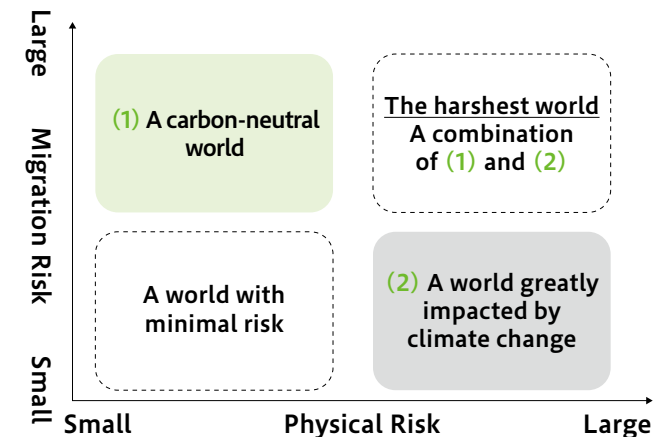 Large
Migration Risk
Small
(1) A carbon-neutral
world
The harshest world
A combination
of (1) and (2)
A world with
minimal risk
(2) A world greatly
impacted by
climate change
Small
Physical Risk
Large